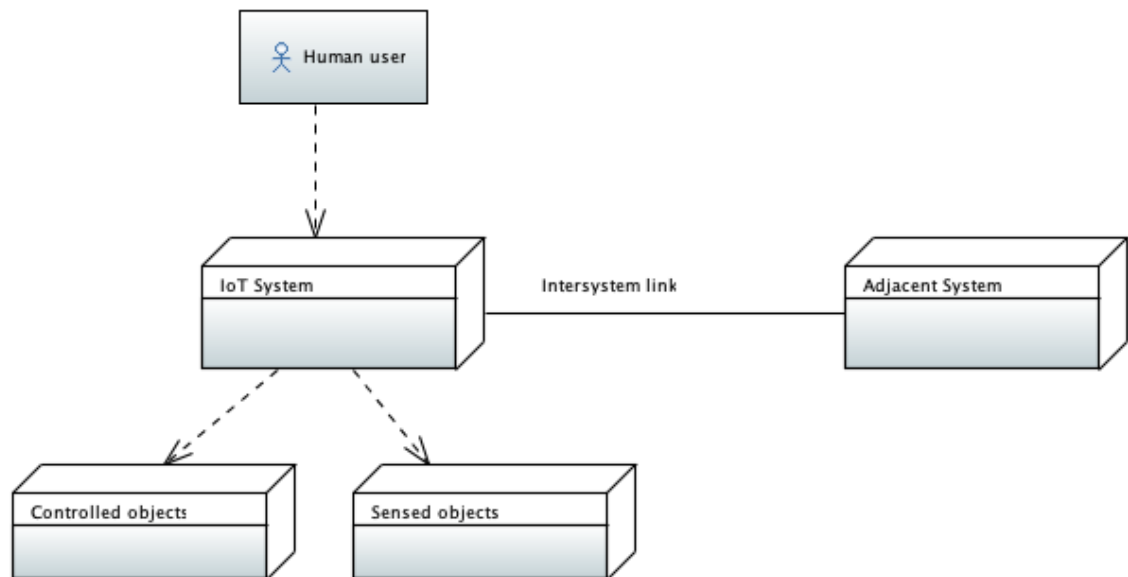 Human user
IoT System
Intersystem link
Adjacent System
Controlled objects
Sensed objects